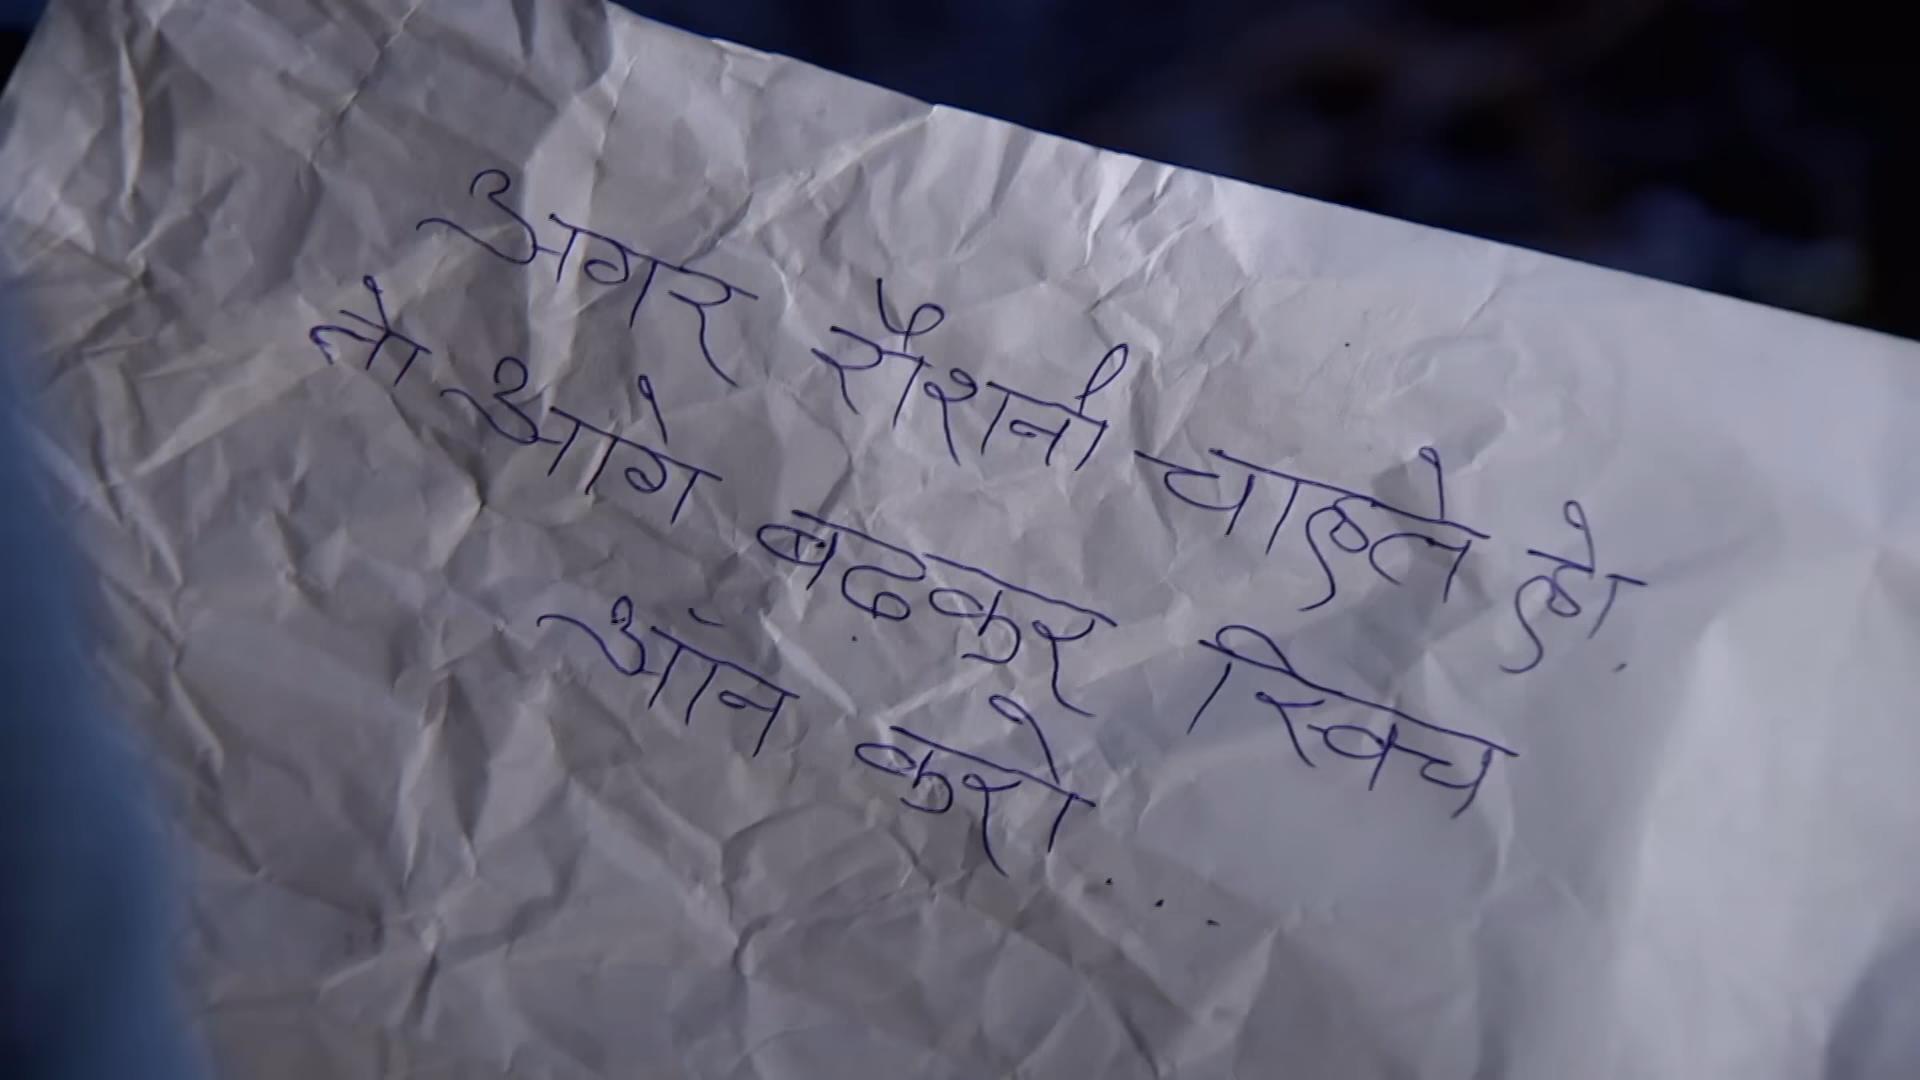 अगर रौशनी चाहते हो.
तो आगे बढ़कर स्विच
ऑन करो...